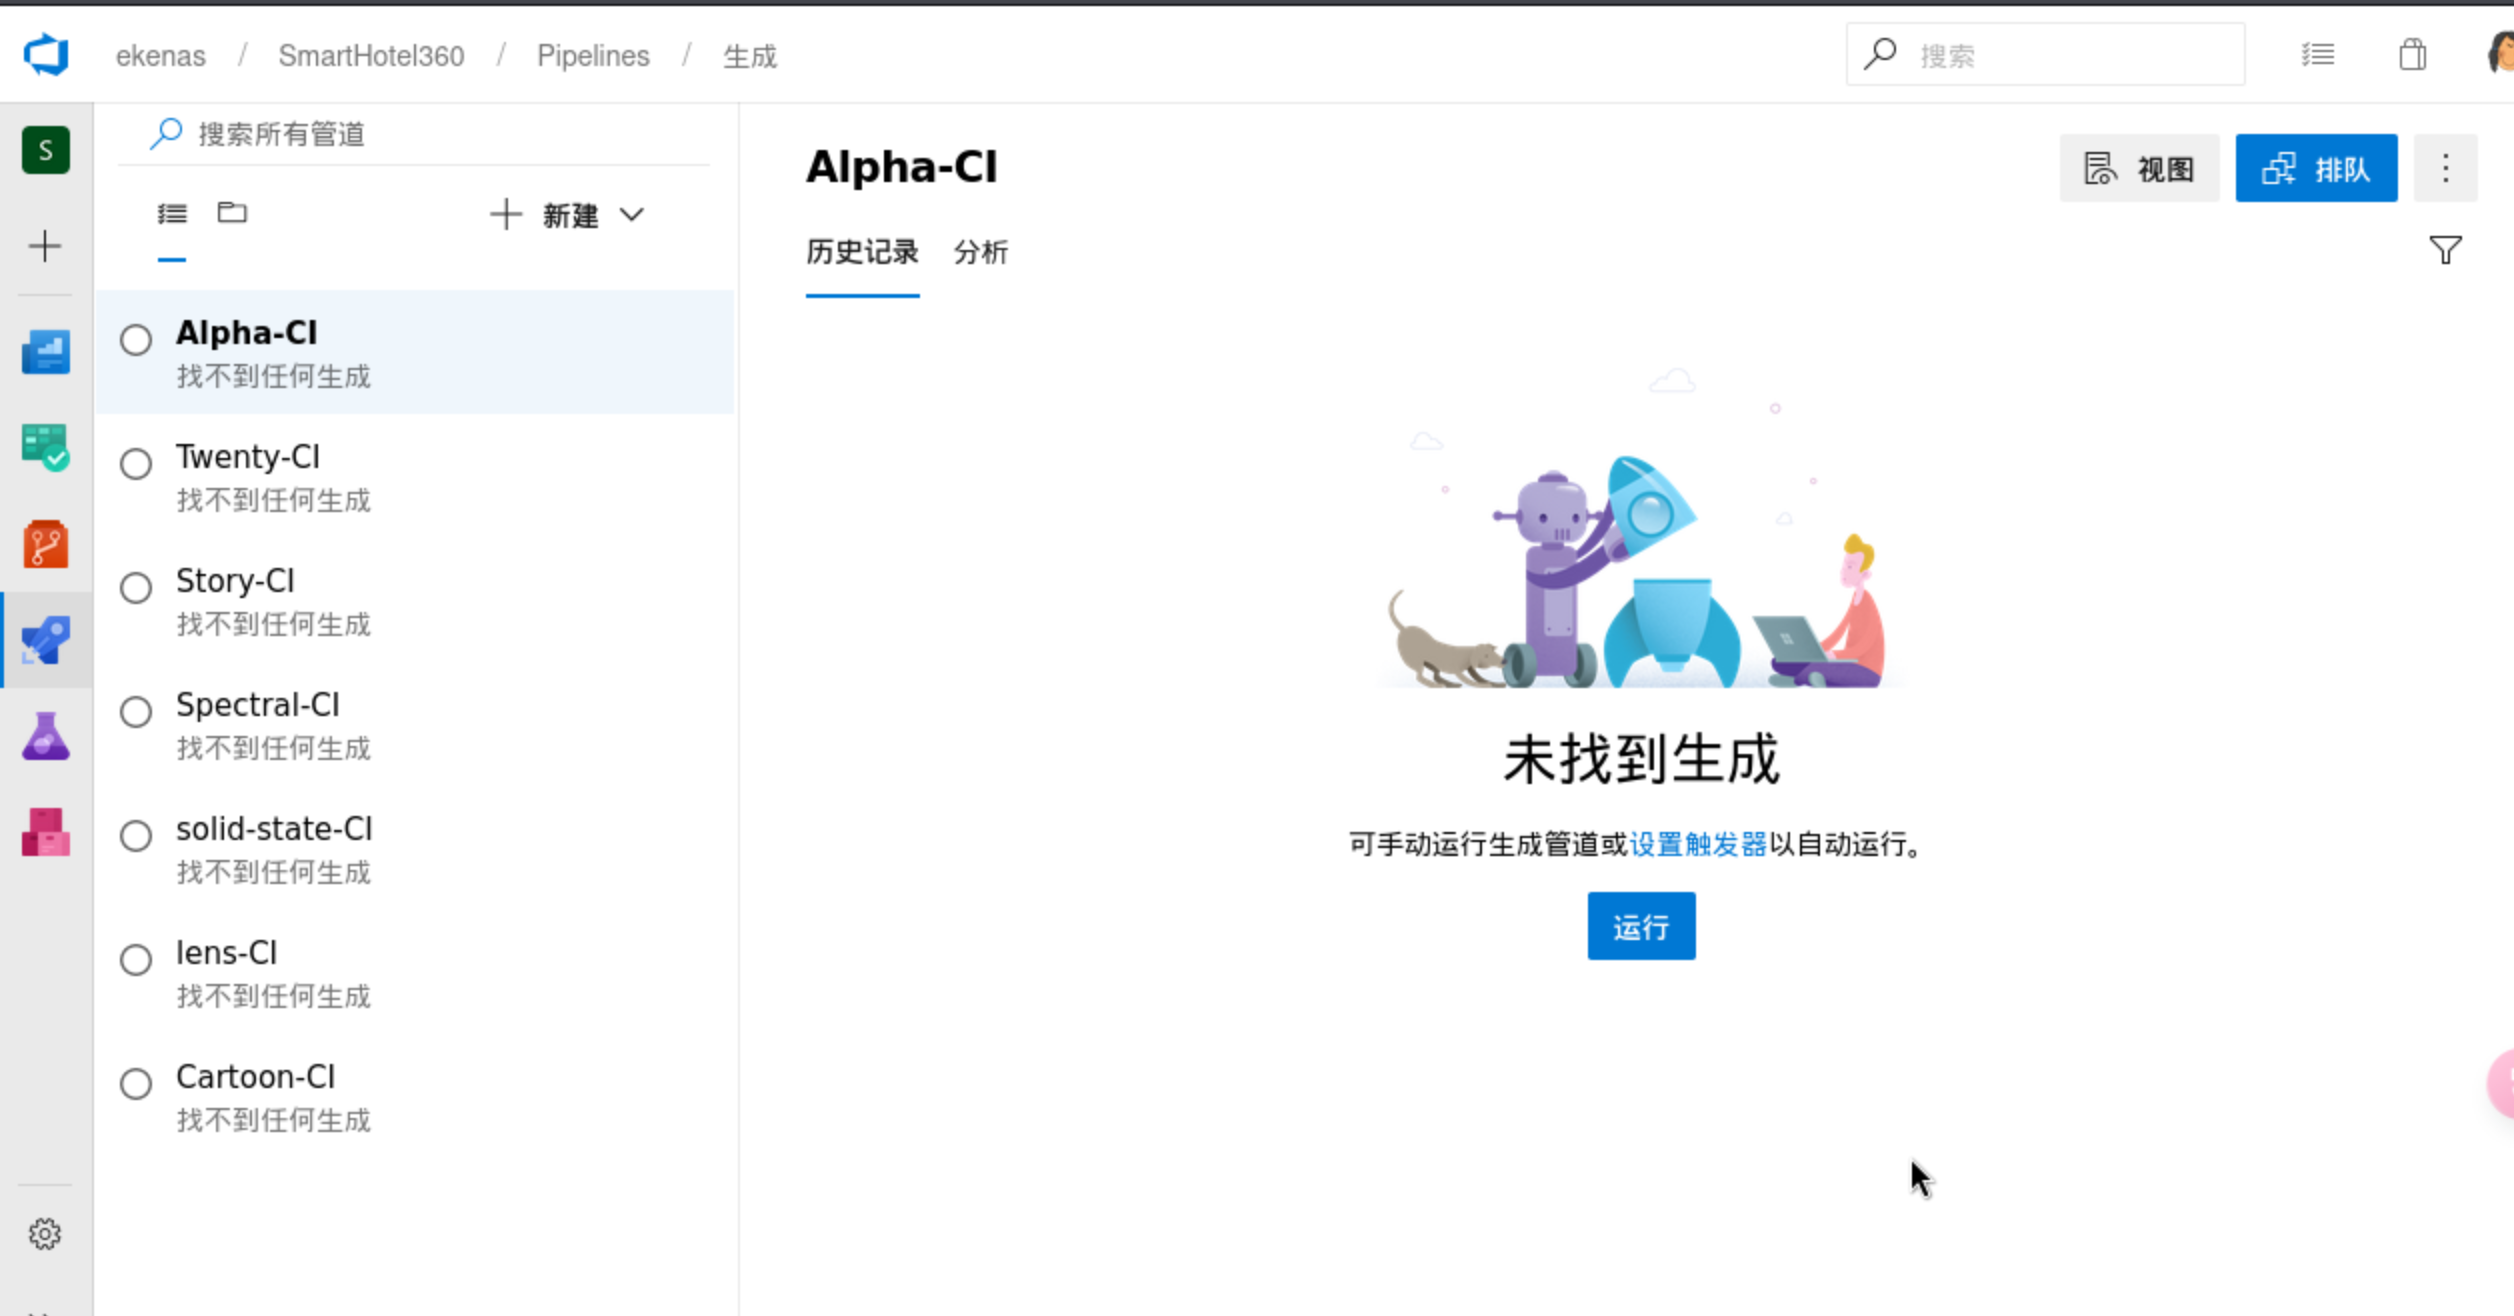 ekenas / SmartHotel360 / Pipelines / 生成
搜索
S
搜索所有管道
新建
Alpha-CI
找不到任何生成
Twenty-CI
找不到任何生成
Story-CI
找不到任何生成
Spectral-CI
找不到任何生成
solid-state-CI
找不到任何生成
lens-CI
找不到任何生成
Cartoon-CI
找不到任何生成
Alpha-CI
视图
排队
历史记录 分析
未找到生成
可手动运行生成管道或设置触发器以自动运行。
运行